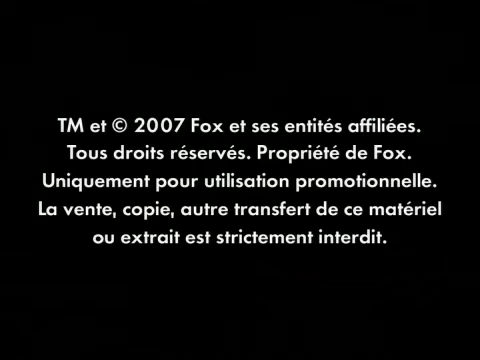 TM et © 2007 Fox et ses entités affiliées.
Tous droits réservés. Propriété de Fox.
Uniquement pour utilisation promotionnelle.
La vente, copie, autre transfert de ce matériel
ou extrait est strictement interdit.